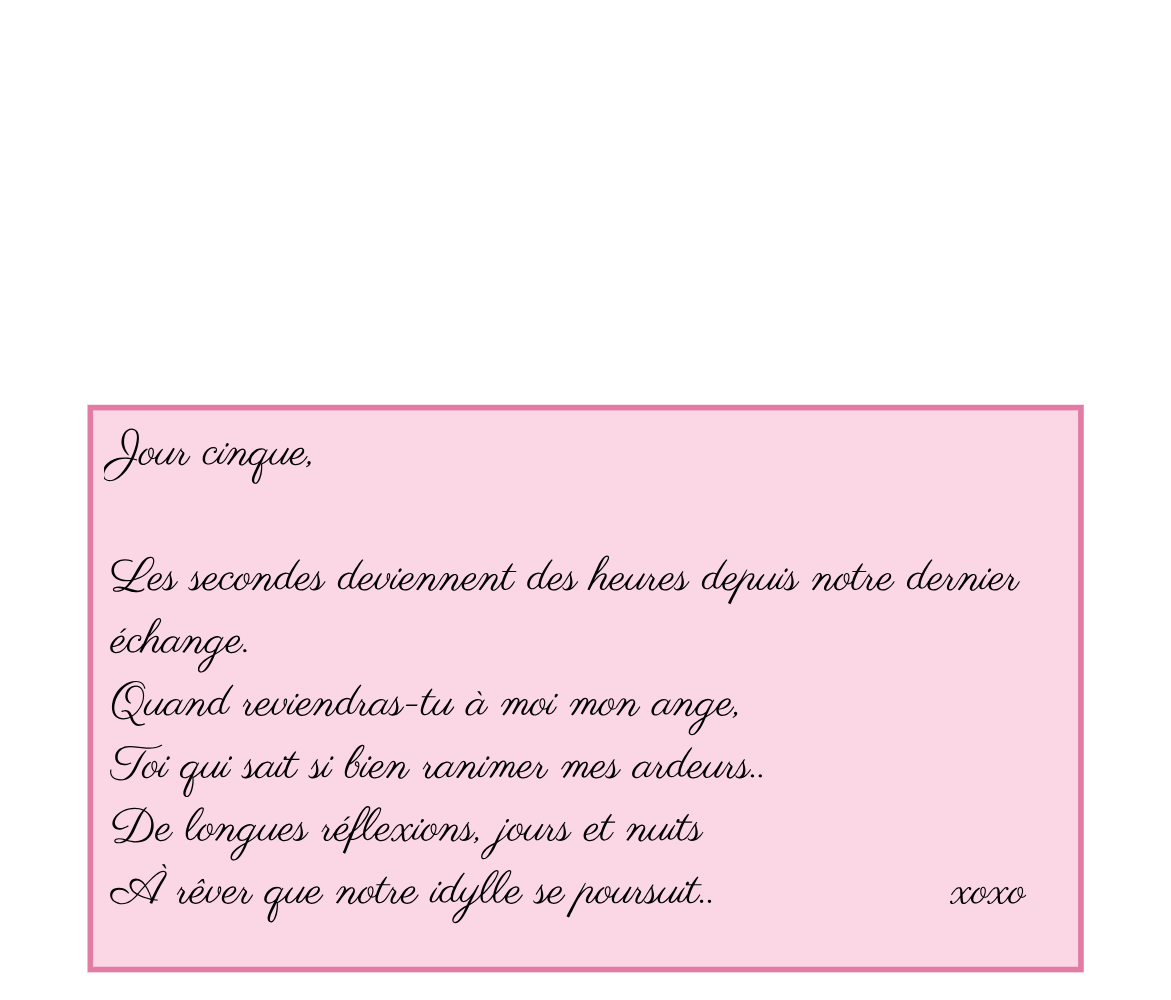 Jour cinque,
Les secondes deviennent des heures depuis notre dernier
échange.
Quand reviendras-tu à moi mon ange,
Toi qui sait si bien ranimer mes ardeurs..
De longues réflexions, jours et nuits
À rêver que notre idylle se poursuit.. xoxo